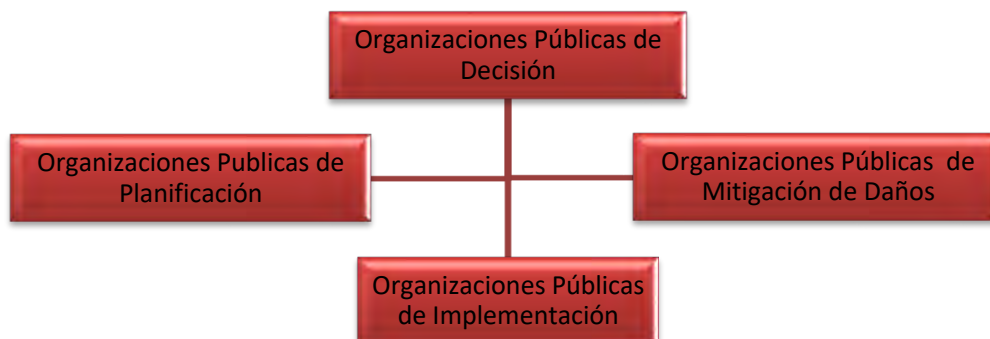 Organizaciones Públicas de
Decisión
Organizaciones Publicas de
Planificación
Organizaciones Públicas de
Mitigación de Daños
Organizaciones Públicas
de Implementación